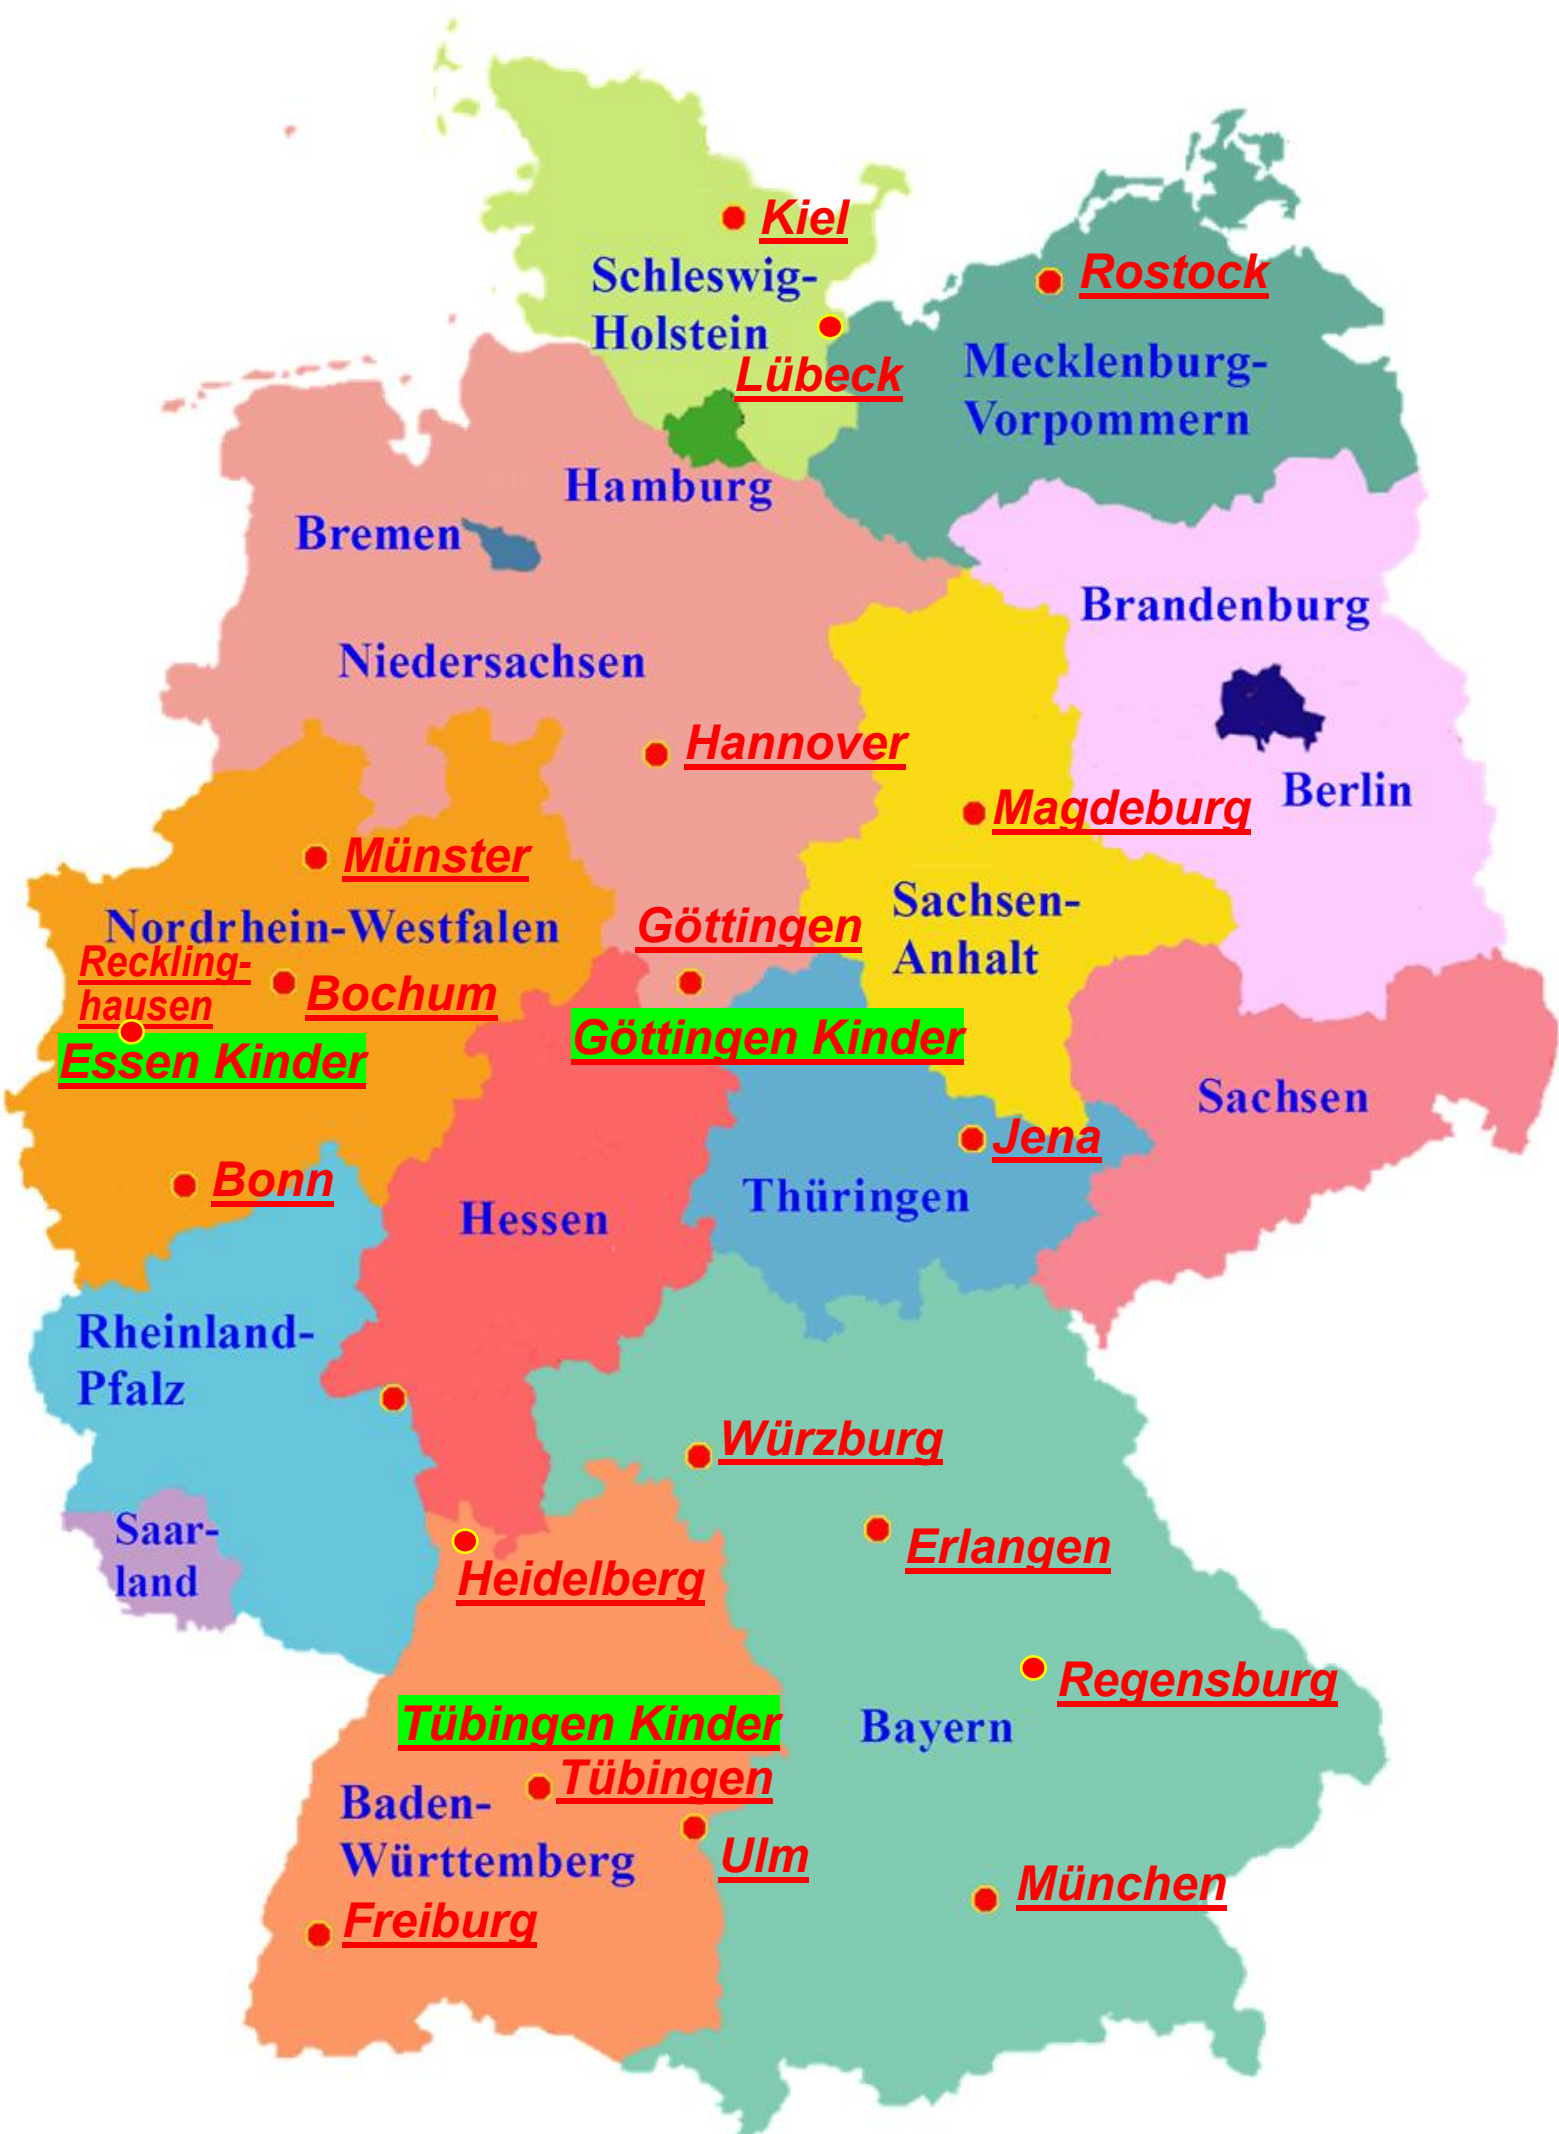 Kiel
Rostock
Schleswig-
Holstein
Lübeck
Mecklenburg-
Vorpommern
Hamburg
Bremen
Brandenburg
Niedersachsen
Hannover
Berlin
Magdeburg
Münster
Sachsen-
Anhalt
Nordrhein-Westfalen
Göttingen
Reckling-
hausen
Bochum
Göttingen Kinder
Essen Kinder
Sachsen
Jena
Bonn
Thüringen
Hessen
Rheinland-
Pfalz
Würzburg
Saar-
land
Erlangen
Heidelberg
Regensburg
Tübingen Kinder
Bayern
Tübingen
Baden-
Württemberg
Ulm
München
Freiburg